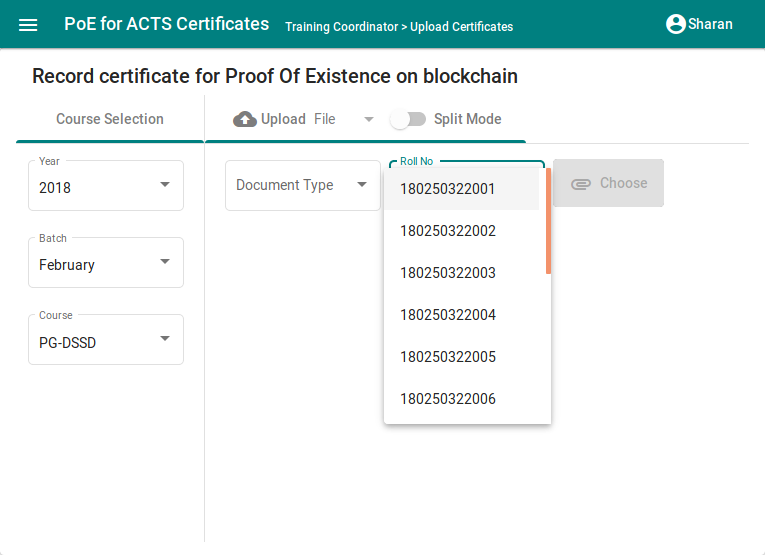 PoE for ACTS Certificates
Training Coordinator > Upload Certificates
Sharan
Record certificate for Proof Of Existence on blockchain
Course Selection
Upload File
Split Mode
Year
2018
Batch
February
Course
PG-DSSD
Document Type
Roll No
180250322001
180250322002
180250322003
180250322004
180250322005
180250322006
Choose